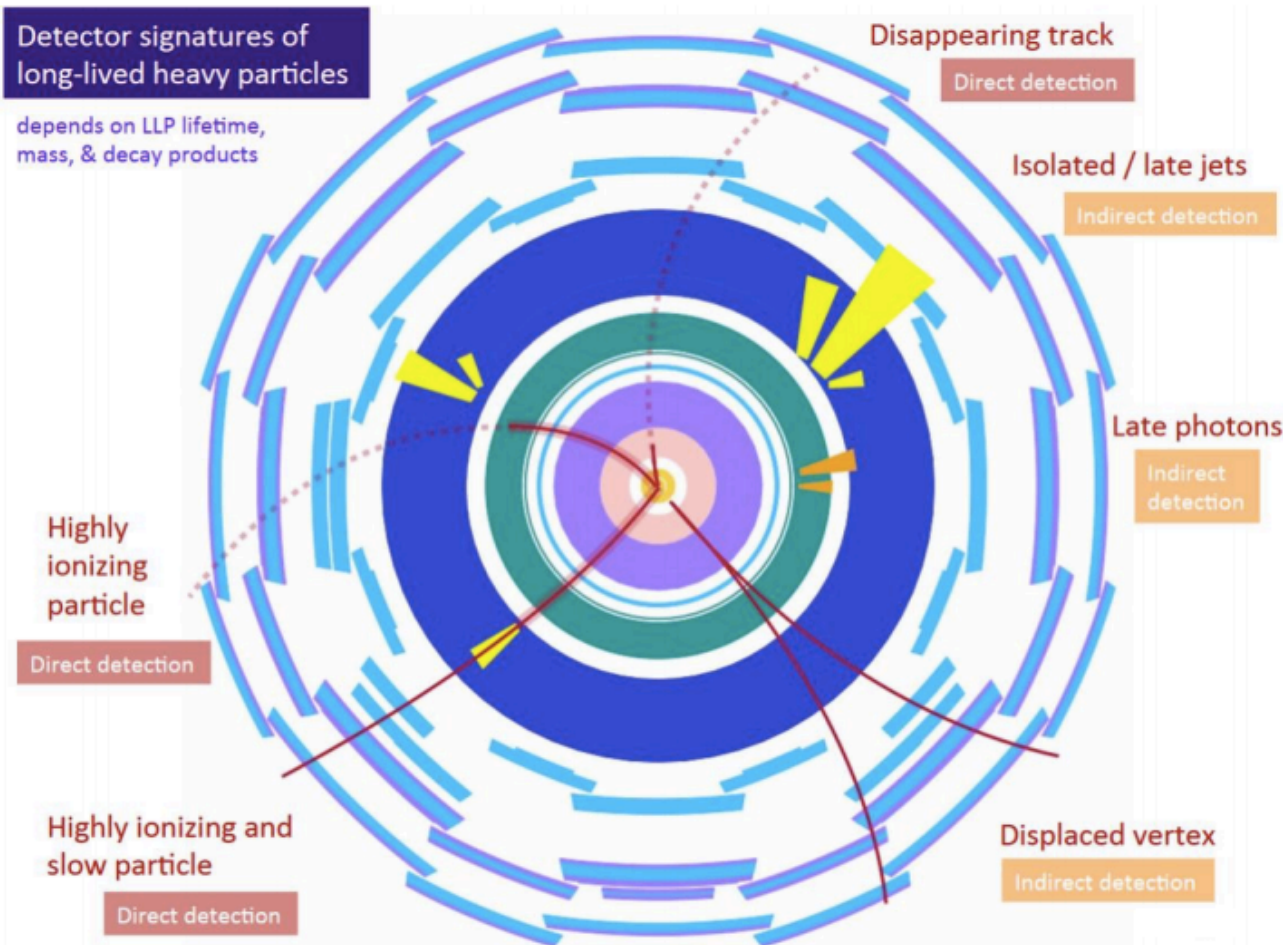 Detector signatures of
long-lived heavy particles
depends on LLP lifetime,
mass, & decay products
Disappearing track
Direct detection
Isolated / late jets
Indirect detection
Late photons
Indirect
detection
Highly
ionizing
particle
Direct detection
Highly ionizing and
slow particle
Direct detection
Displaced vertex
Indirect detection